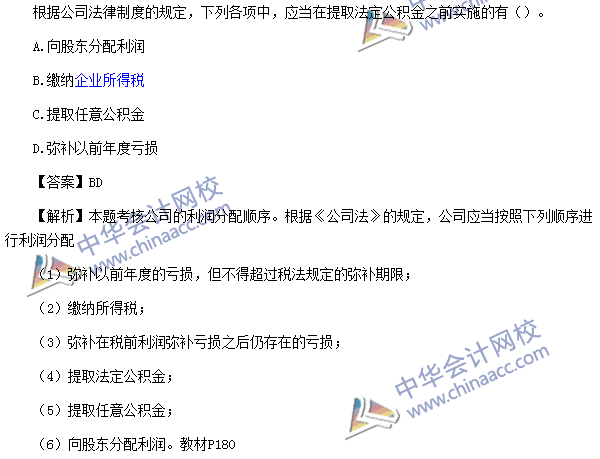 根据公司法律制度的规定，下列各项中，应当在提取法定公积金之前实施的有（）。
A.向股东分配利润
B.缴纳企业所得税
C.提取任意公积金
D.弥补以前年度亏损
【答案】BD
【解析】本题考核公司的利润分配顺序。根据《公司法》的规定，公司应当按照下列顺序进
行利润分配
（1）弥补以前年度的亏损，但不得超过税法规定的弥补期限；
（2）缴纳所得税；
（3）弥补在税前利润弥补亏损之后仍存在的亏损；
（4）提取法定公积金；
（5）提取任意公积金；
（6）向股东分配利润。教材P180
中华会计网校
www.chinaacc.com
中华会计网校
www.chinaacc.com
中华会计网校
www.chinaacc.com